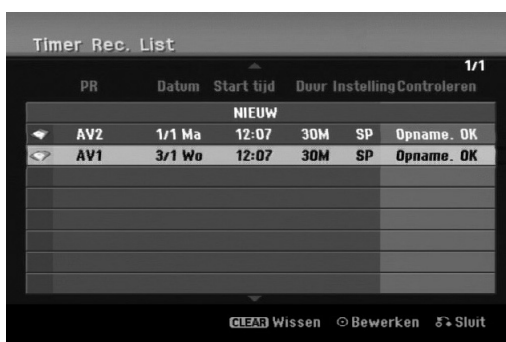 Timer Rec. List
1/1
PR Datum Start tijd Duur Instelling Controleren
NIEUW
AV2 1/1 Ma 12:07 30M SP Opname. OK
AV1 3/1 Wo 12:07 30M SP Opname. OK
CLEAR Wissen Bewerken Sluit